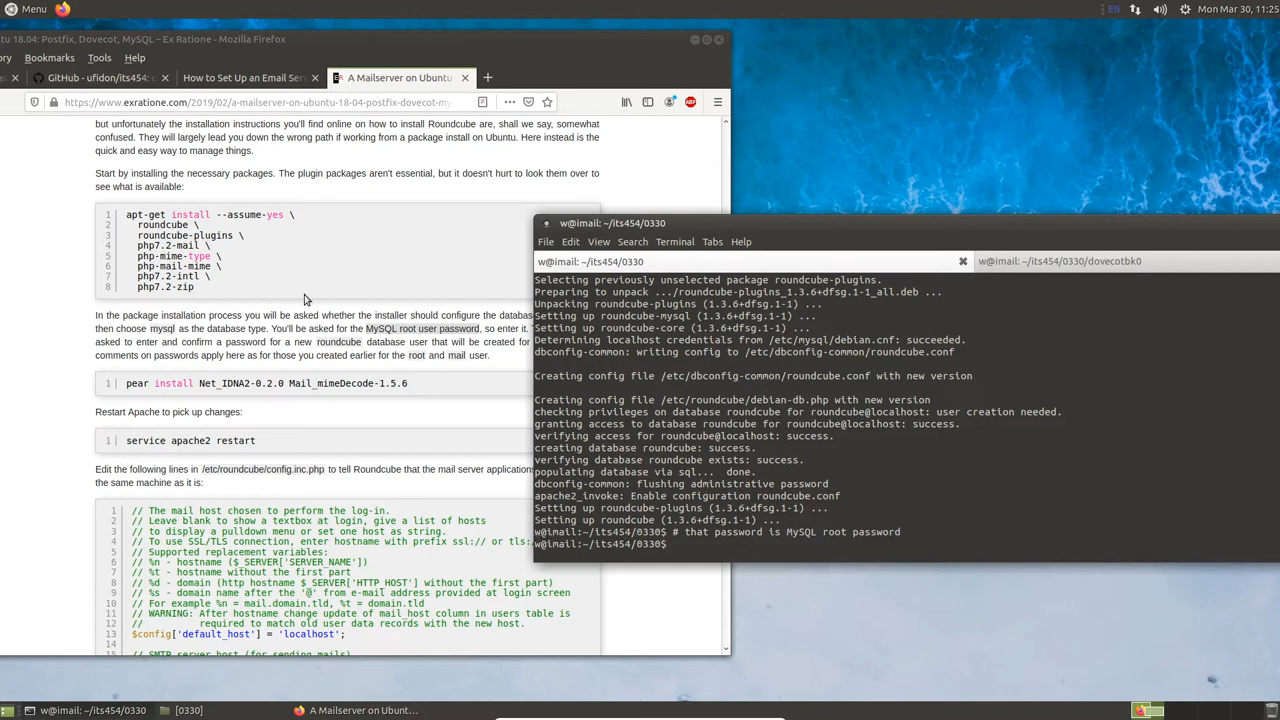 Menu
EN
Mon Mar 30, 11:25
tu 18.04: Postfix, Dovecot, MySQL – Ex Ratione - Mozilla Firefox
ory Bookmarks Tools Help
GitHub - ufidon/its454: c
How to Set Up an Email Serv
A Mailserver on Ubuntu
https://www.exratione.com/2019/02/a-mailserver-on-ubuntu-18-04-postfix-dovecot-my
but unfortunately the installation instructions you'll find online on how to install Roundcube are, shall we say, somewhat
confused. They will largely lead you down the wrong path if working from a package install on Ubuntu. Here instead is the
quick and easy way to manage things.
Start by installing the necessary packages. The plugin packages aren't essential, but it doesn't hurt to look them over to
see what is available:
1 apt-get install --assume-yes \
2 roundcube \
3 roundcube-plugins \
4 php7.2-mail \
5 php-mime-type \
6 php-mail-mime \
7 php7.2-intl \
8 php7.2-zip
In the package installation process you will be asked whether the installer should configure the databas
then choose mysql as the database type. You'll be asked for the MySQL root user password, so enter it.
asked to enter and confirm a password for a new roundcube database user that will be created for
comments on passwords apply here as for those you created earlier for the root and mail user.
1 pear install Net_IDNA2-0.2.0 Mail_mimeDecode-1.5.6
Restart Apache to pick up changes:
1 service apache2 restart
Edit the following lines in /etc/roundcube/config.inc.php to tell Roundcube that the mail server application
the same machine as it is:
1 // The mail host chosen to perform the log-in.
2 // Leave blank to show a textbox at login, give a list of hosts
3 // to display a pulldown menu or set one host as string.
4 // To use SSL/TLS connection, enter hostname with prefix ssl:// or tls:
5 // Supported replacement variables:
6 // %n - hostname ($_SERVER['SERVER_NAME'])
7 // %t - hostname without the first part
8 // %d - domain (http hostname $_SERVER['HTTP_HOST'] without the first part)
9 // %s - domain name after the '@' from e-mail address provided at login screen
10 // For example %n = mail.domain.tld, %t = domain.tld
11 // WARNING: After hostname change update of mail_host column in users table is
12 // required to match old user data records with the new host.
13 $config['default_host'] = 'localhost';
14
15 // SMTP server host (for sending mails).
w@imail: ~/its454/0330
File Edit View Search Terminal Tabs Help
w@imail: ~/its454/0330
w@imail: ~/its454/0330/dovecotbk0
Selecting previously unselected package roundcube-plugins.
Preparing to unpack .../roundcube-plugins_1.3.6+dfsg.1-1_all.deb ...
Unpacking roundcube-plugins (1.3.6+dfsg.1-1) ...
Setting up roundcube-mysql (1.3.6+dfsg.1-1) ...
Setting up roundcube-core (1.3.6+dfsg.1-1) ...
Determining localhost credentials from /etc/mysql/debian.cnf: succeeded.
dbconfig-common: writing config to /etc/dbconfig-common/roundcube.conf
Creating config file /etc/dbconfig-common/roundcube.conf with new version
Creating config file /etc/roundcube/debian-db.php with new version
checking privileges on database roundcube for roundcube@localhost: user creation needed.
granting access to database roundcube for roundcube@localhost: success.
verifying access for roundcube@localhost: success.
creating database roundcube: success.
verifying database roundcube exists: success.
populating database via sql... done.
dbconfig-common: flushing administrative password
apache2_invoke: Enable configuration roundcube.conf
Setting up roundcube-plugins (1.3.6+dfsg.1-1) ...
Setting up roundcube (1.3.6+dfsg.1-1) ...
w@imail:~/its454/0330$ # that password is MySQL root password
w@imail:~/its454/0330$
w@imail: ~/its454/0330
[0330]
A Mailserver on Ubunt...